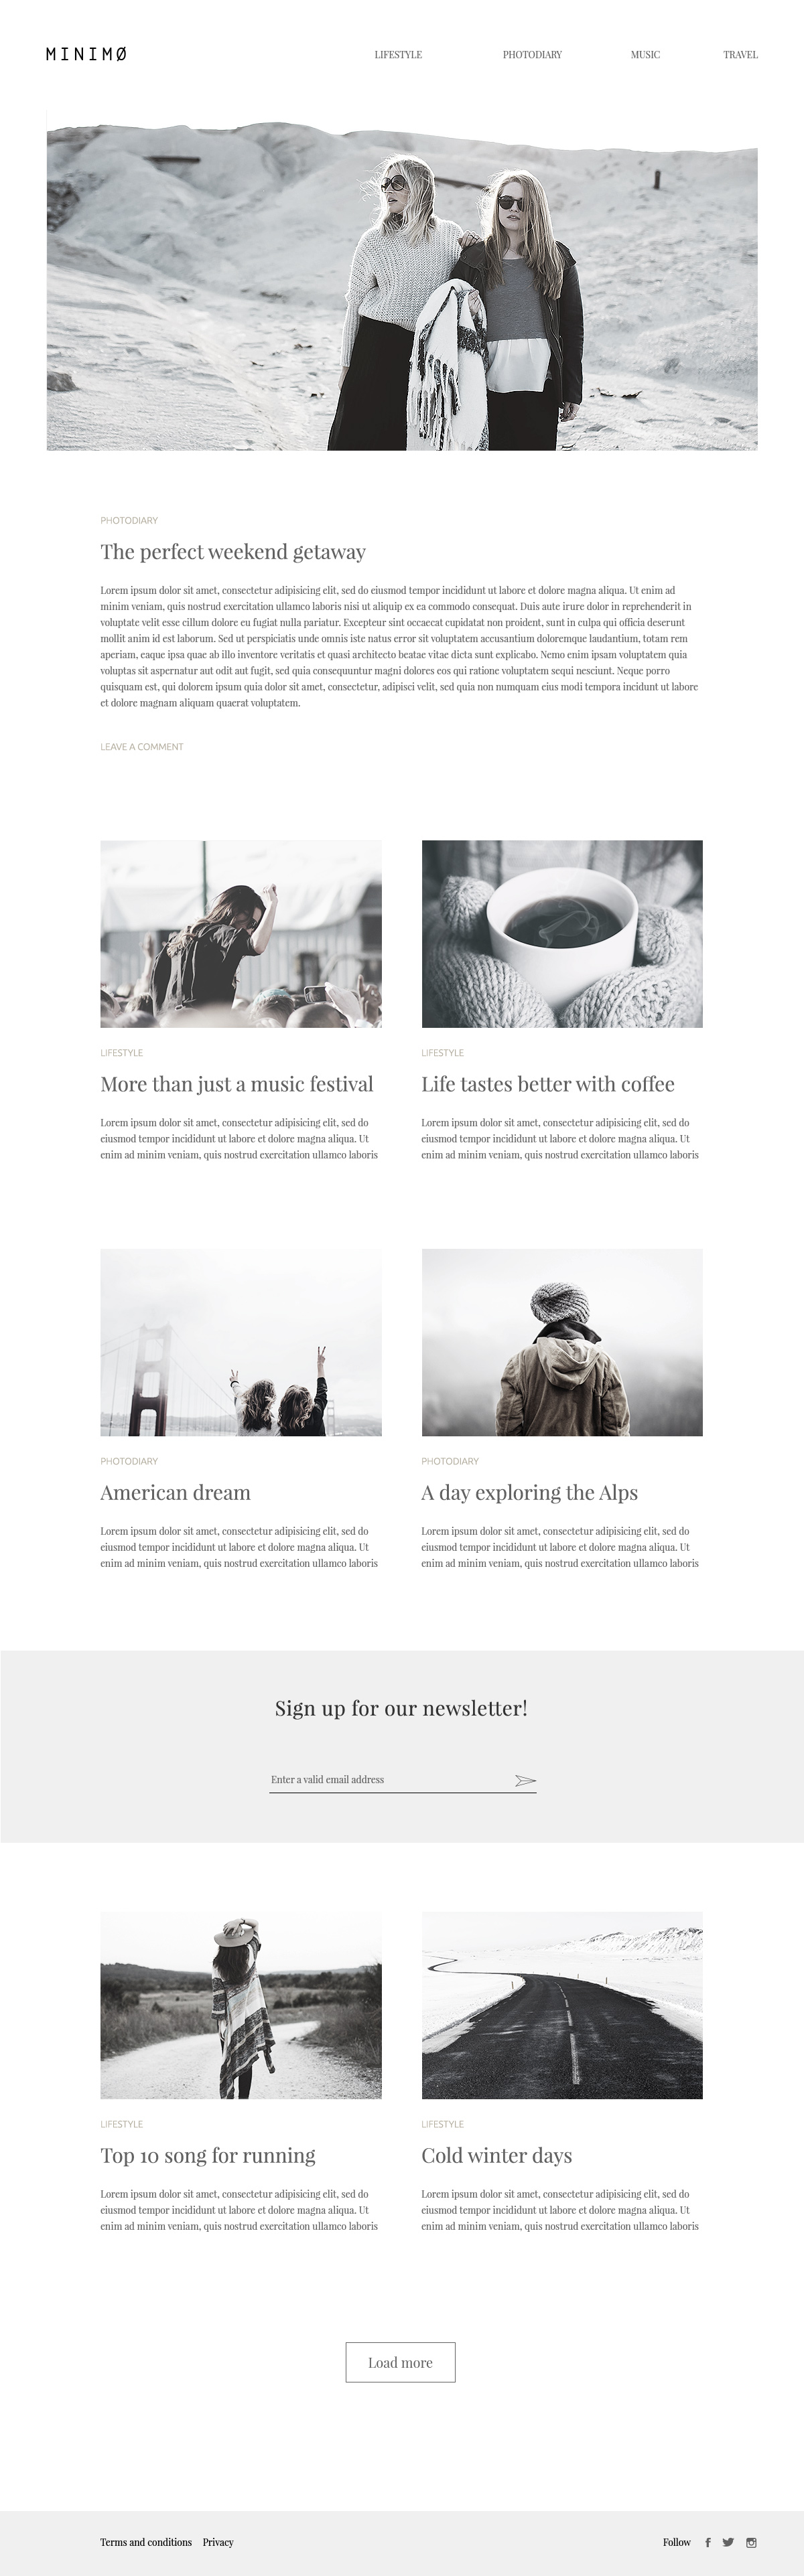 MINIMØ
LIFESTYLE PHOTODIARY MUSIC TRAVEL
PHOTODIARY
The perfect weekend getaway
Lorem ipsum dolor sit amet, consectetur adipisicing elit, sed do eiusmod tempor incididunt ut labore et dolore magna aliqua. Ut enim ad
minim veniam, quis nostrud exercitation ullamco laboris nisi ut aliquip ex ea commodo consequat. Duis aute irure dolor in reprehenderit in
voluptate velit esse cillum dolore eu fugiat nulla pariatur. Excepteur sint occaecat cupidatat non proident, sunt in culpa qui officia deserunt
mollit anim id est laborum. Sed ut perspiciatis unde omnis iste natus error sit voluptatem accusantium doloremque laudantium, totam rem
aperiam, eaque ipsa quae ab illo inventore veritatis et quasi architecto beatae vitae dicta sunt explicabo. Nemo enim ipsam voluptatem quia
voluptas sit aspernatur aut odit aut fugit, sed quia consequuntur magni dolores eos qui ratione voluptatem sequi nesciunt. Neque porro
quisquam est, qui dolorem ipsum quia dolor sit amet, consectetur, adipisci velit, sed quia non numquam eius modi tempora incidunt ut labore
et dolore magnam aliquam quaerat voluptatem.
LEAVE A COMMENT
LIFESTYLE
More than just a music festival
Lorem ipsum dolor sit amet, consectetur adipisicing elit, sed do
eiusmod tempor incididunt ut labore et dolore magna aliqua. Ut
enim ad minim veniam, quis nostrud exercitation ullamco laboris
LIFESTYLE
Life tastes better with coffee
Lorem ipsum dolor sit amet, consectetur adipisicing elit, sed do
eiusmod tempor incididunt ut labore et dolore magna aliqua. Ut
enim ad minim veniam, quis nostrud exercitation ullamco laboris
PHOTODIARY
American dream
Lorem ipsum dolor sit amet, consectetur adipisicing elit, sed do
eiusmod tempor incididunt ut labore et dolore magna aliqua. Ut
enim ad minim veniam, quis nostrud exercitation ullamco laboris
PHOTODIARY
A day exploring the Alps
Lorem ipsum dolor sit amet, consectetur adipisicing elit, sed do
eiusmod tempor incididunt ut labore et dolore magna aliqua. Ut
enim ad minim veniam, quis nostrud exercitation ullamco laboris
Sign up for our newsletter!
Enter a valid email address
LIFESTYLE
Top 10 song for running
Lorem ipsum dolor sit amet, consectetur adipisicing elit, sed do
eiusmod tempor incididunt ut labore et dolore magna aliqua. Ut
enim ad minim veniam, quis nostrud exercitation ullamco laboris
LIFESTYLE
Cold winter days
Lorem ipsum dolor sit amet, consectetur adipisicing elit, sed do
eiusmod tempor incididunt ut labore et dolore magna aliqua. Ut
enim ad minim veniam, quis nostrud exercitation ullamco laboris
Load more
Terms and conditions Privacy Follow